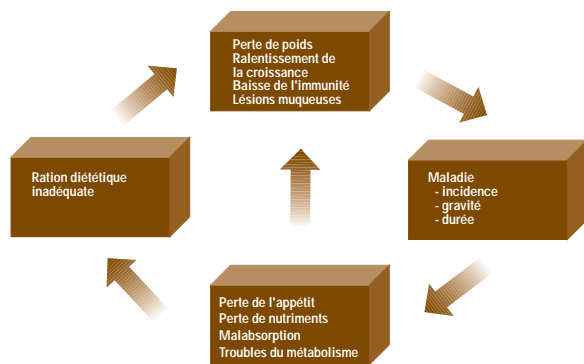 Perte de poids
Ralentissement de
la croissance
Baisse de l'immunité
Lésions muqueuses
Ration diététique
inadéquate
Maladie
- incidence
- gravité
- durée
Perte de l'appétit
Perte de nutriments
Malabsorption
Troubles du métabolisme